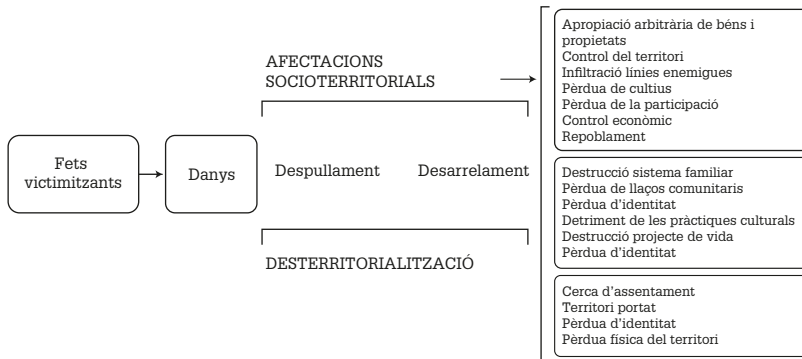 Fets
victimitzants
Danys
AFECTACIONS
SOCIOTERRITORIALS
Despullament
Desarrelament
DESTERRITORIALITZACIÓ
Apropiació arbitrària de béns i
propietats
Control del territori
Infiltració línies enemigues
Pèrdua de cultius
Pèrdua de la participació
Control econòmic
Repoblament
Destrucció sistema familiar
Pèrdua de llaços comunitaris
Pèrdua d’identitat
Detriment de les pràctiques culturals
Destrucció projecte de vida
Pèrdua d’identitat
Cerca d’assentament
Territori portat
Pèrdua d’identitat
Pèrdua física del territori